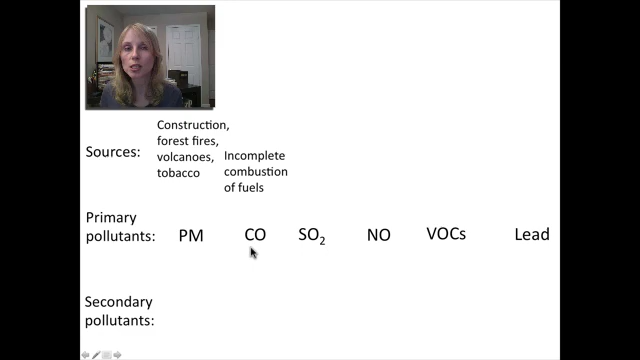 Construction,
forest fires,
volcanoes,
tobacco
Sources:
Incomplete
combustion
of fuels
Primary
pollutants:
PM CO SO₂ NO VOCs Lead
Secondary
pollutants: